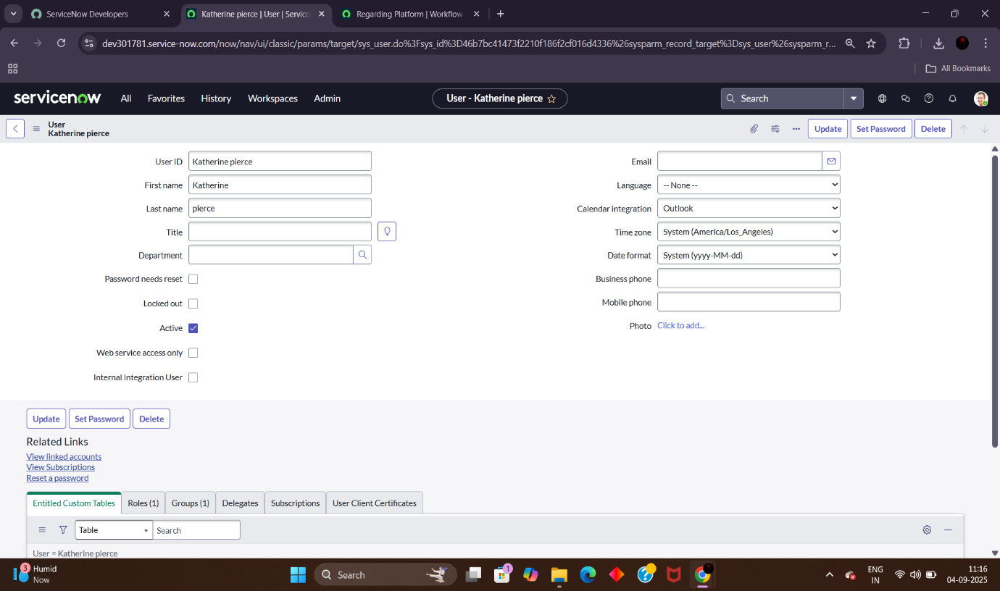 ServiceNow Developers
Katherine pierce | User | Service
Regarding Platform | Workflow
dev301781.service-now.com/now/nav/ui/classic/params/target/sys_user.do%3Fsys_id%3D46b7bc41473f2210f186f2cf016d4336%26sysparm_record_target%3Dsys_user%26sysparm_r...
All Bookmarks
servicenow All Favorites History Workspaces Admin User - Katherine pierce Search
User
Katherine pierce
Update Set Password Delete
User ID Katherine pierce Email
First name Katherine Language -- None --
Last name pierce Calendar integration Outlook
Title Time zone System (America/Los_Angeles)
Department Date format System (yyyy-MM-dd)
Password needs reset Business phone
Locked out Mobile phone
Active Photo Click to add...
Web service access only
Internal Integration User
Update Set Password Delete
Related Links
View linked accounts
View Subscriptions
Reset a password
Entitled Custom Tables Roles (1) Groups (1) Delegates Subscriptions User Client Certificates
Table Search
User = Katherine pierce
3 Humid
Now
Search
1
ENG
IN
11:16
04-09-2025